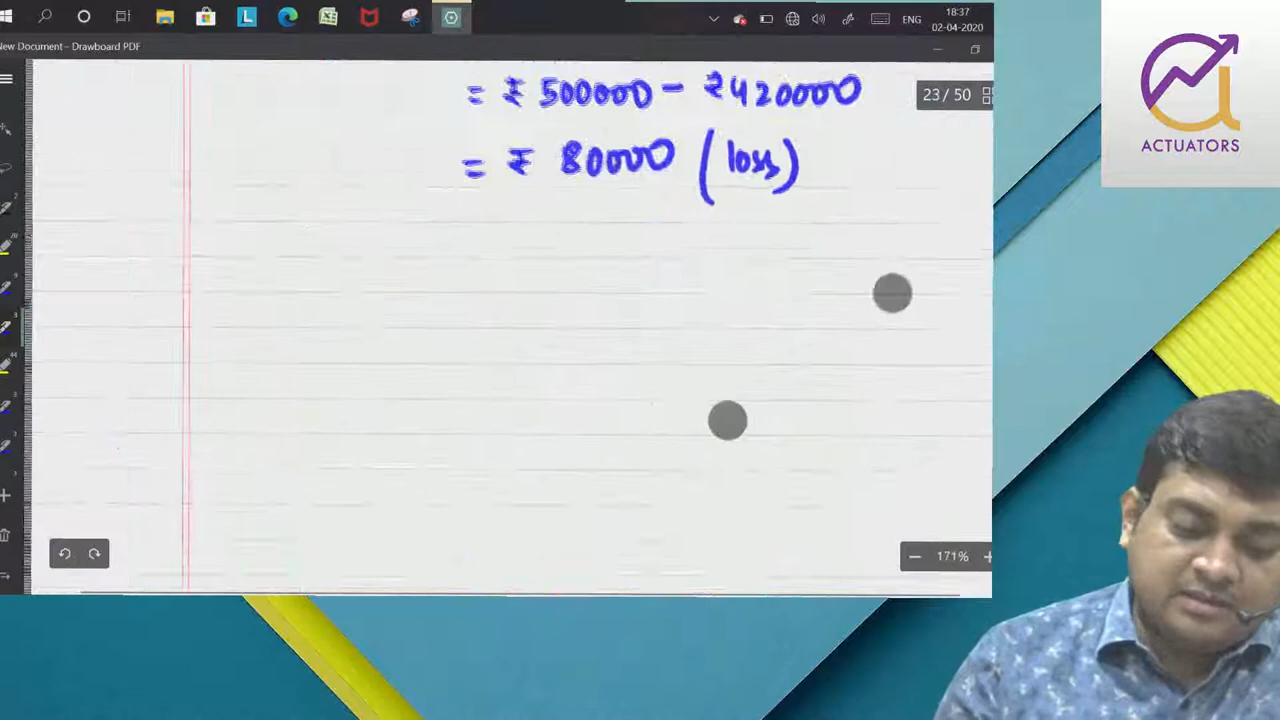 18:37
ENG
02-04-2020
New Document - Drawboard PDF
= ₹ 500000 - ₹420000
23 / 50
= ₹ 80000 (loss)
171%
ACTUATORS